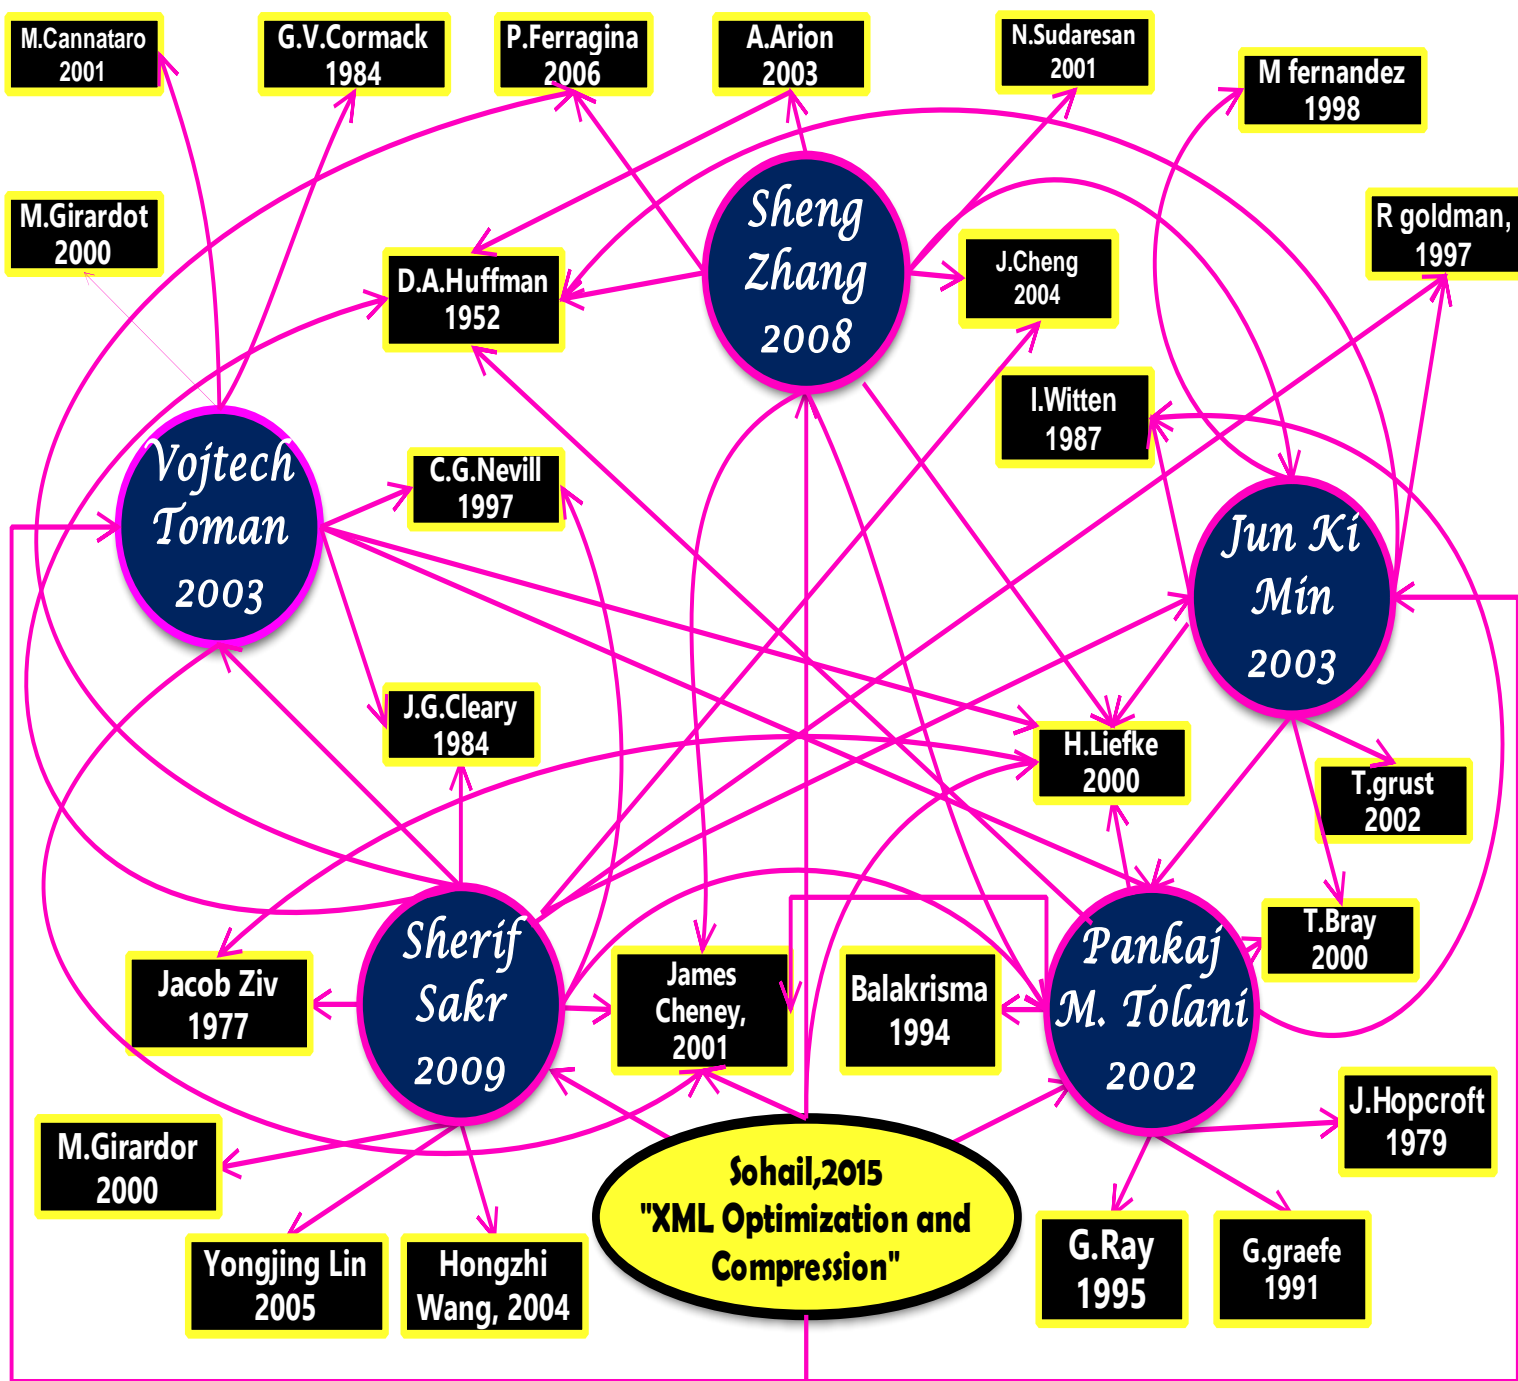 M.Cannataro
2001
G.V.Cormack
1984
P.Ferragina
2006
A.Arion
2003
N.Sudaresan
2001
M fernandez
1998
M.Girardot
2000
Sheng
Zhang
2008
R goldman,
1997
D.A.Huffman
1952
J.Cheng
2004
I.Witten
1987
Vojtech
Toman
2003
C.G.Nevill
1997
Jun Ki
Min
2003
J.G.Cleary
1984
H.Liefke
2000
T.grust
2002
Sherif
Sakr
2009
Pankaj
M. Tolani
2002
T.Bray
2000
Jacob Ziv
1977
James
Cheney,
2001
Balakrisma
1994
J.Hopcroft
1979
M.Girardor
2000
Sohail,2015
"XML Optimization and
Compression"
Yongjing Lin
2005
Hongzhi
Wang, 2004
G.Ray
1995
G.graefe
1991